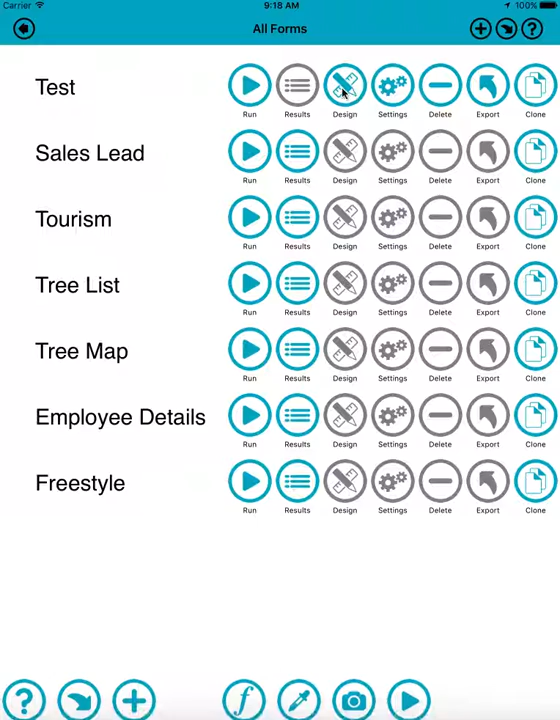 Carrier 9:18 AM 100%
All Forms
Test
Run Results Design Settings Delete Export Clone
Sales Lead
Run Results Design Settings Delete Export Clone
Tourism
Run Results Design Settings Delete Export Clone
Tree List
Run Results Design Settings Delete Export Clone
Tree Map
Run Results Design Settings Delete Export Clone
Employee Details
Run Results Design Settings Delete Export Clone
Freestyle
Run Results Design Settings Delete Export Clone